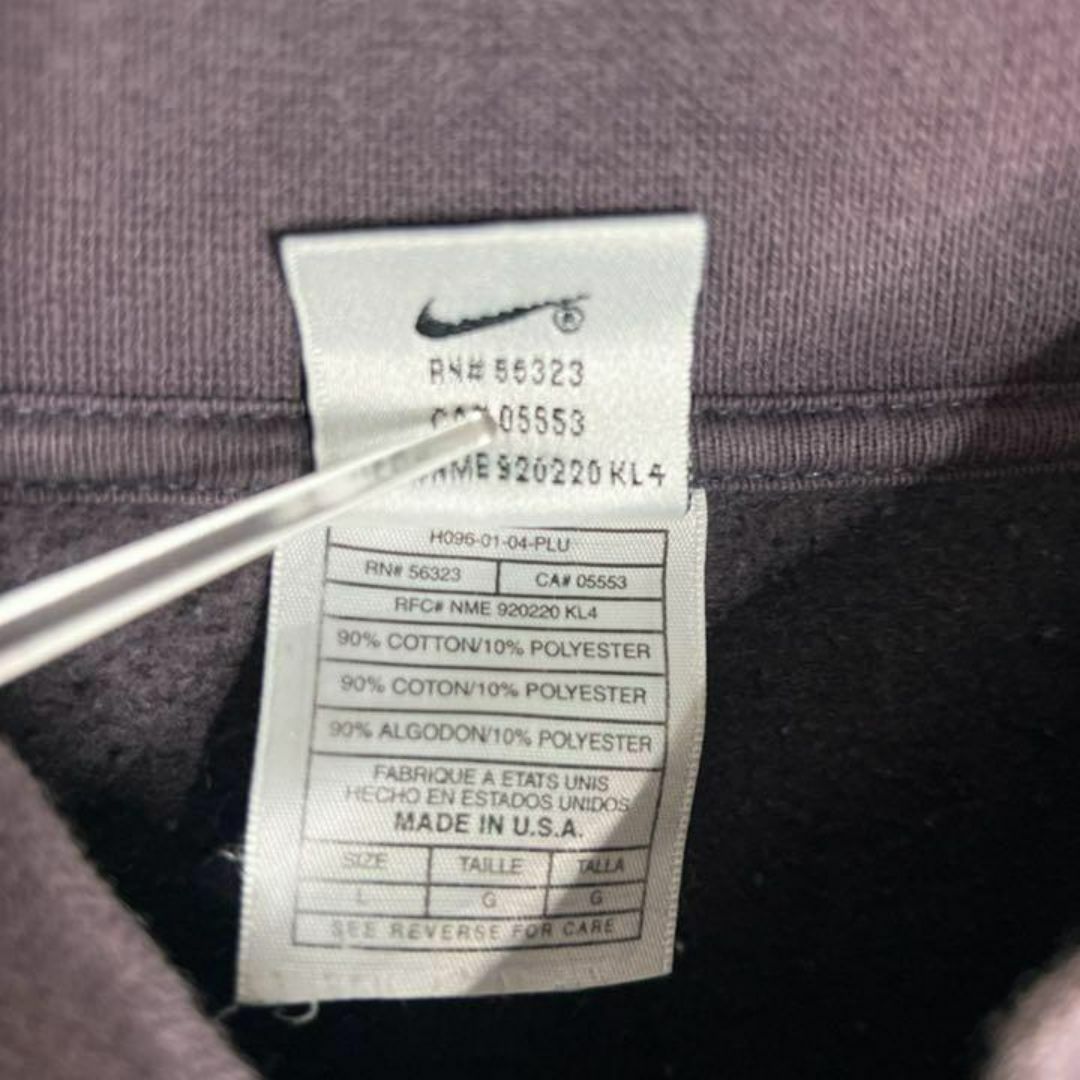 RN# 56323
CA# 05553
NME 920220 KL4
H096-01-04-PLU
RN# 56323 CA# 05553
RFC# NME 920220 KL4
90% COTTON/10% POLYESTER
90% COTON/10% POLYESTER
90% ALGODON/10% POLYESTER
FABRIQUE A ETATS UNIS
HECHO EN ESTADOS UNIDOS
MADE IN U.S.A.
SIZE TAILLE TALLA
L G G
SEE REVERSE FOR CARE